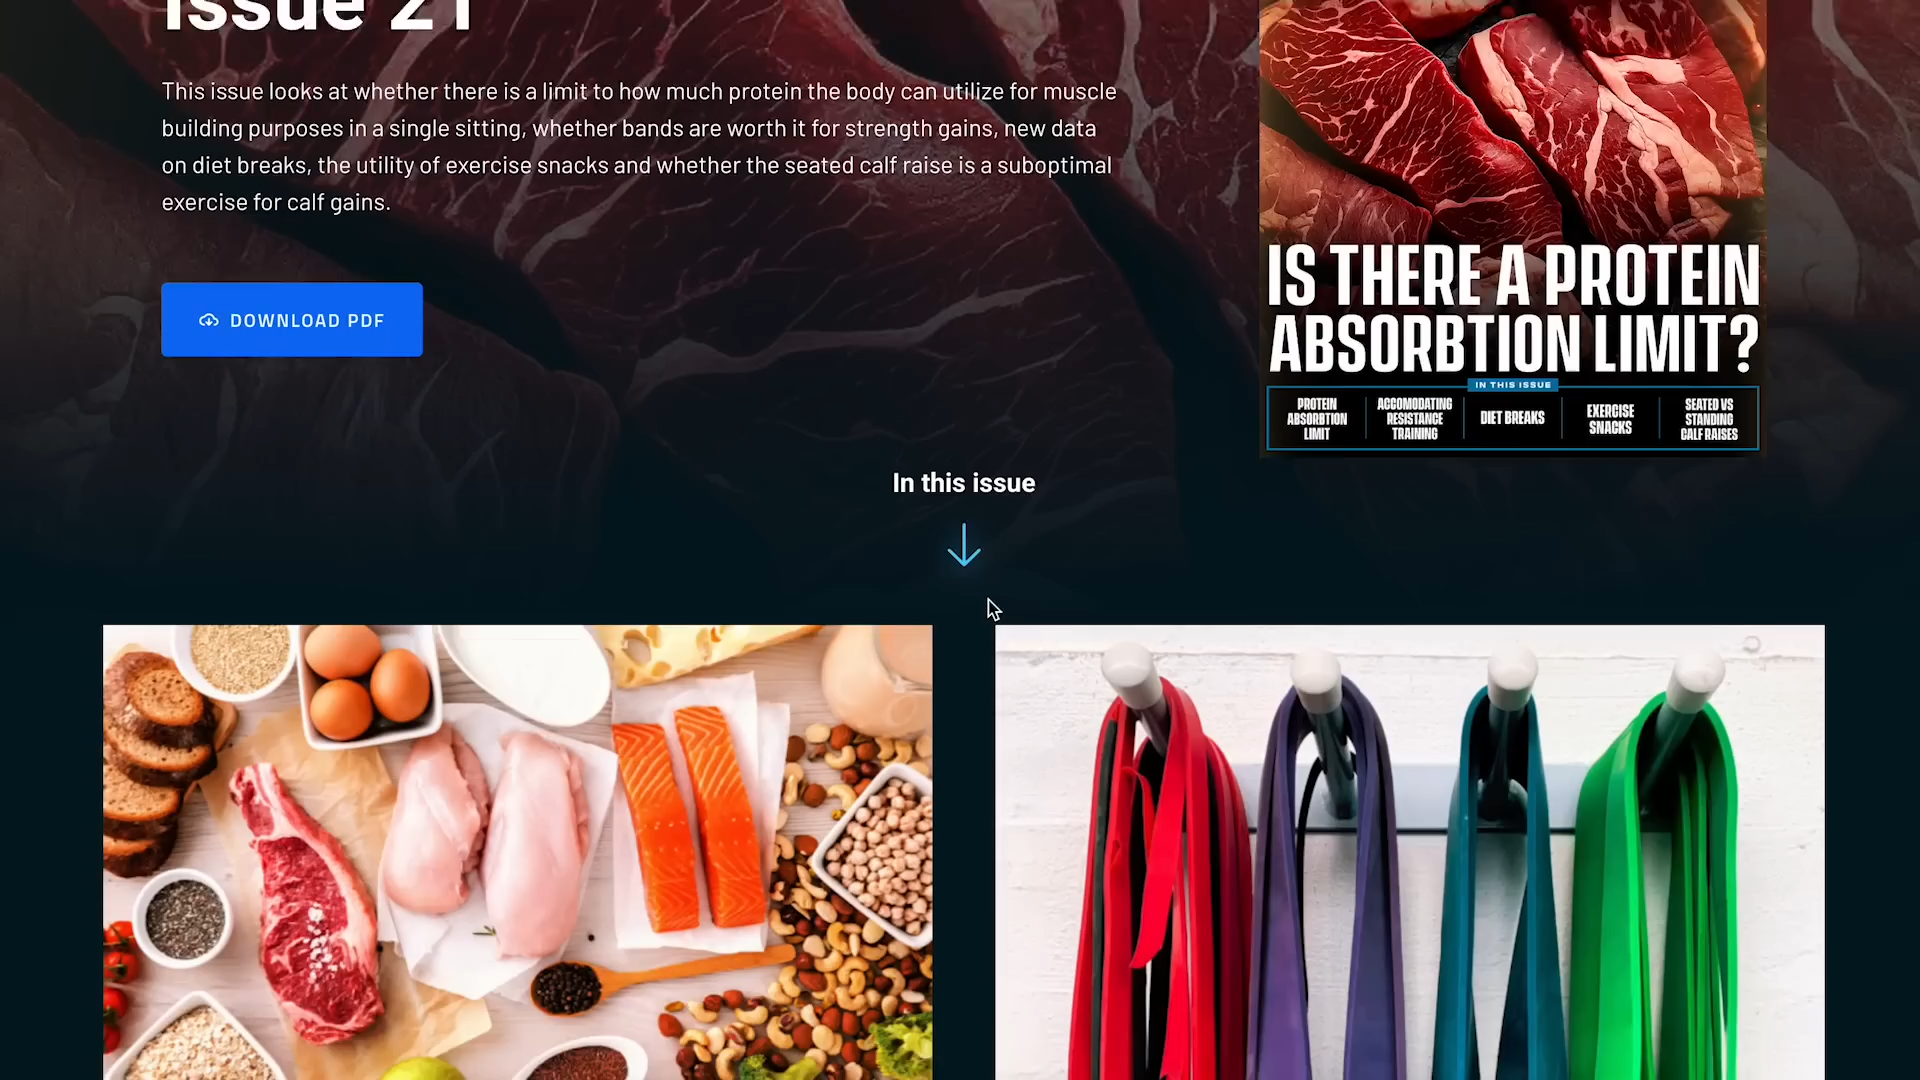 Issue 21
This issue looks at whether there is a limit to how much protein the body can utilize for muscle
building purposes in a single sitting, whether bands are worth it for strength gains, new data
on diet breaks, the utility of exercise snacks and whether the seated calf raise is a suboptimal
exercise for calf gains.
DOWNLOAD PDF
IS THERE A PROTEIN
ABSORBTION LIMIT?
IN THIS ISSUE
PROTEIN
ABSORBTION
LIMIT
ACCOMODATING
RESISTANCE
TRAINING
DIET BREAKS
EXERCISE
SNACKS
SEATED VS
STANDING
CALF RAISES
In this issue